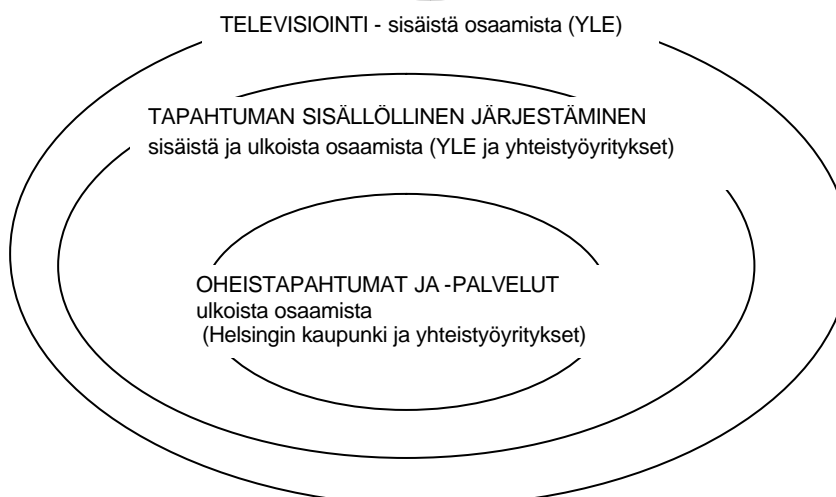 TELEVISIOINTI - sisäistä osaamista (YLE)
TAPAHTUMAN SISÄLLÖLLINEN JÄRJESTÄMINEN
sisäistä ja ulkoista osaamista (YLE ja yhteistyöyritykset)
OHEISTAPAHTUMAT JA -PALVELUT
ulkoista osaamista
(Helsingin kaupunki ja yhteistyöyritykset)